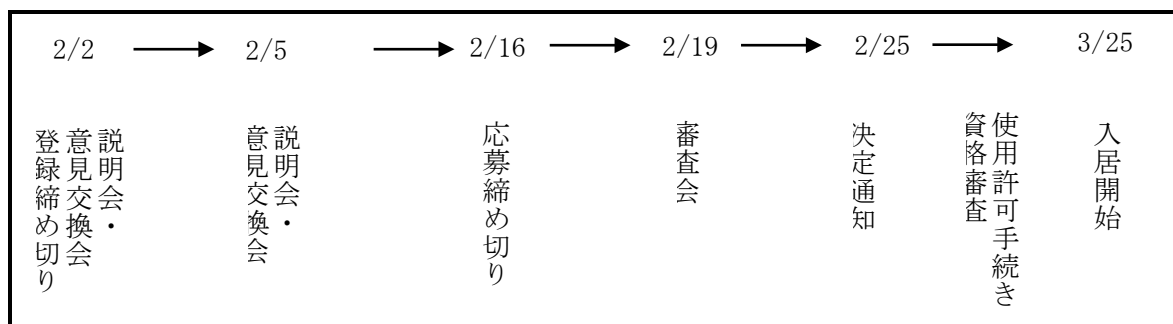 2/2
2/5
2/16
2/19
2/25
3/25
説明会・
意見交換会
登録締め切り
説明会・
意見交換会
応募締め切り
審査会
決定通知
使用許可手続き
資格審査
入居開始